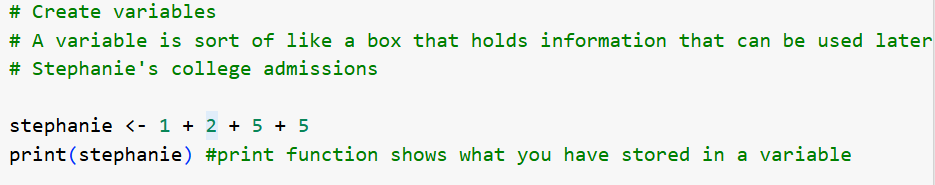 # Create variables
# A variable is sort of like a box that holds information that can be used later
# Stephanie's college admissions
stephanie <- 1 + 2 + 5 + 5
print(stephanie) #print function shows what you have stored in a variable